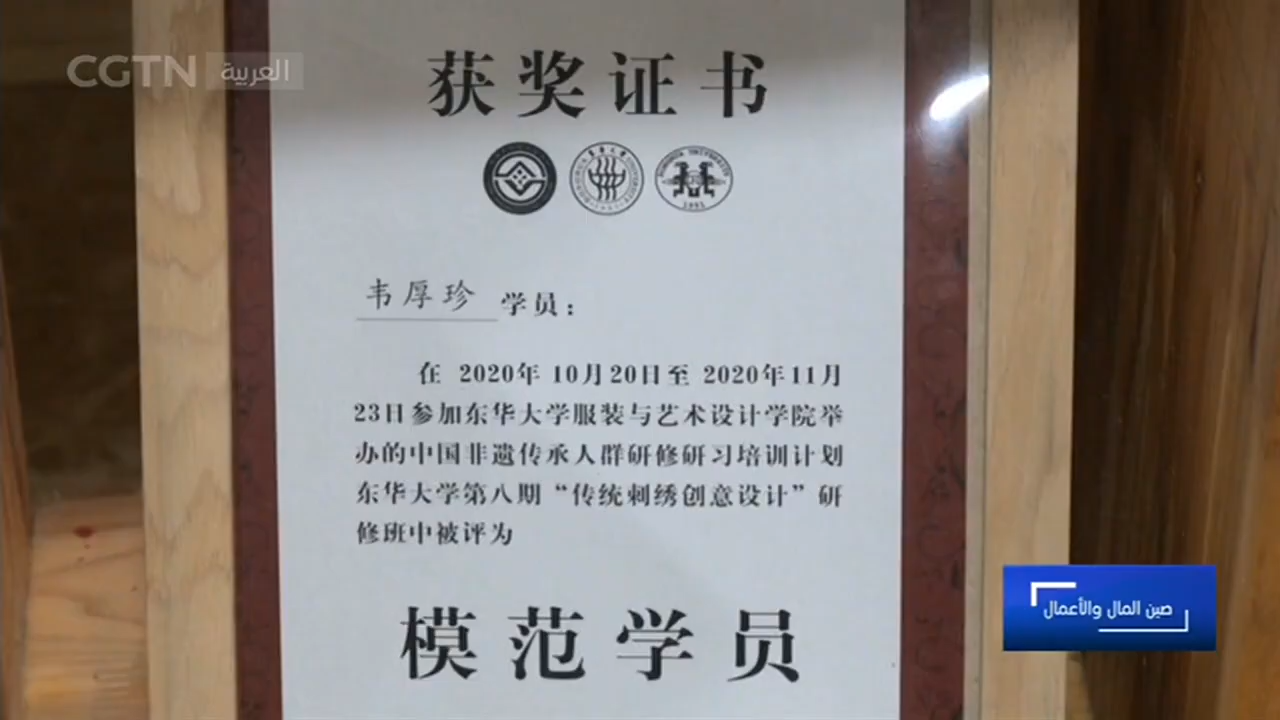 CGTN العربية
获奖证书
韦厚珍 学员：
在 2020年 10月20日至 2020年11月
23日参加东华大学服装与艺术设计学院举
办的中国非遗传承人群研修研习培训计划
东华大学第八期“传统刺绣创意设计”研
修班中被评为
模范学员
صين المال والأعمال